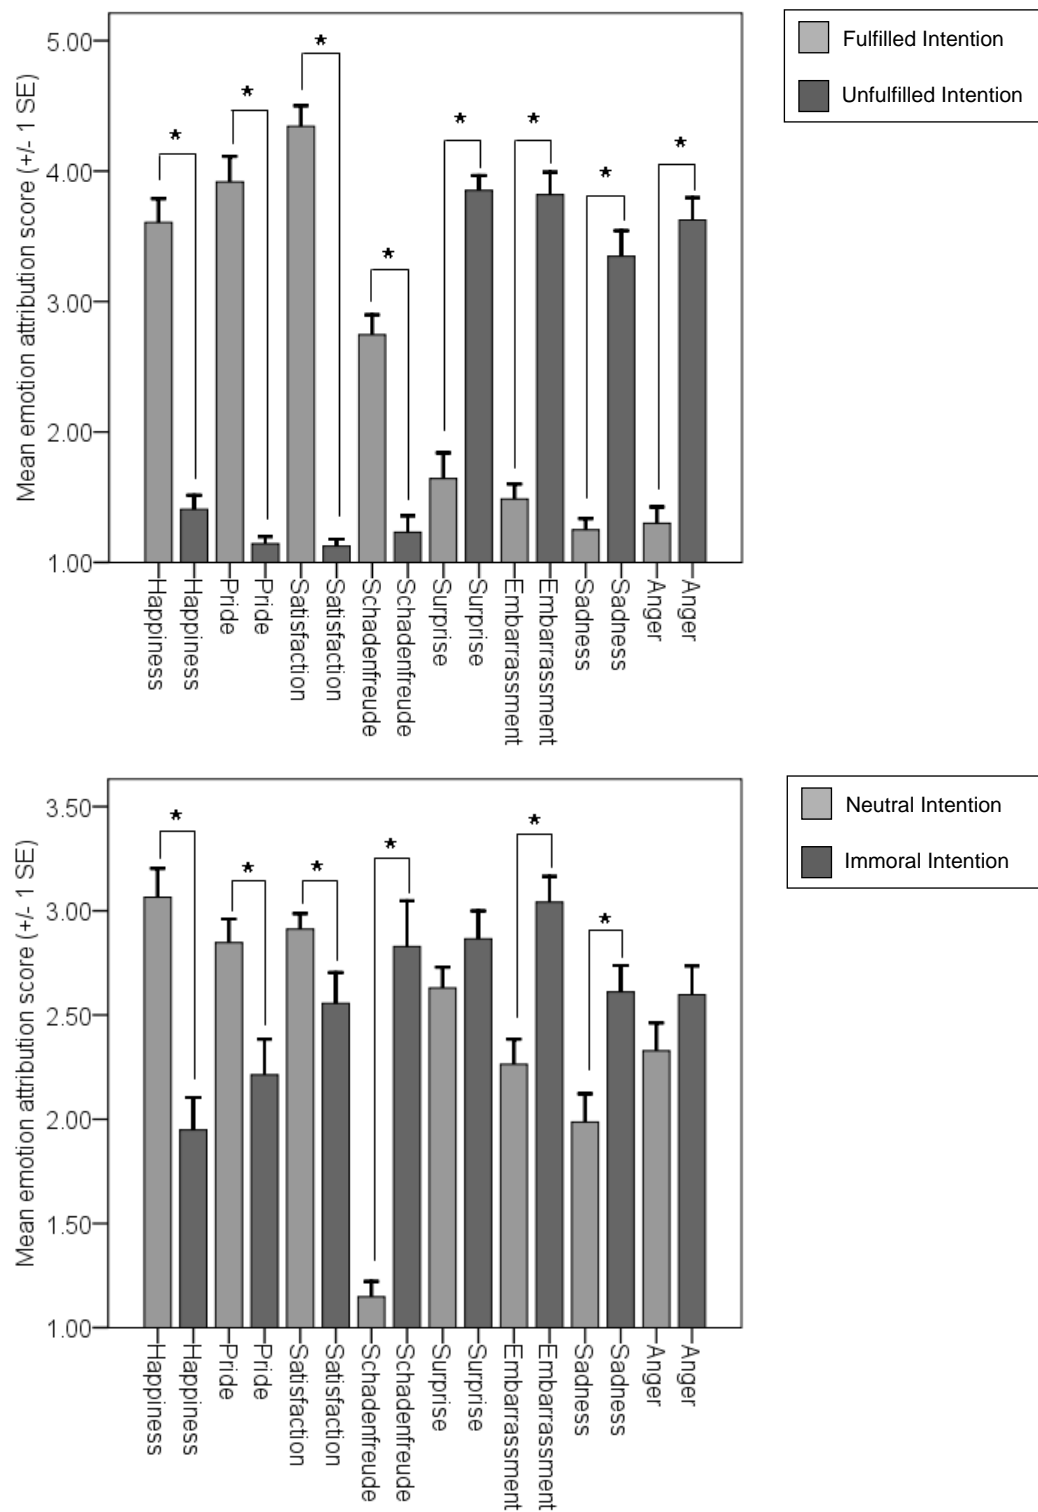 Mean emotion attribution score (+/- 1 SE)
5.00
4.00
3.00
2.00
1.00
* * * * * * * *
Happiness Happiness Pride Pride Satisfaction Satisfaction Schadenfreude Schadenfreude Surprise Surprise Embarrassment Embarrassment Sadness Sadness Anger Anger
Fulfilled Intention
Unfulfilled Intention
Mean emotion attribution score (+/- 1 SE)
3.50
3.00
2.50
2.00
1.50
1.00
* * * * * *
Happiness Happiness Pride Pride Satisfaction Satisfaction Schadenfreude Schadenfreude Surprise Surprise Embarrassment Embarrassment Sadness Sadness Anger Anger
Neutral Intention
Immoral Intention